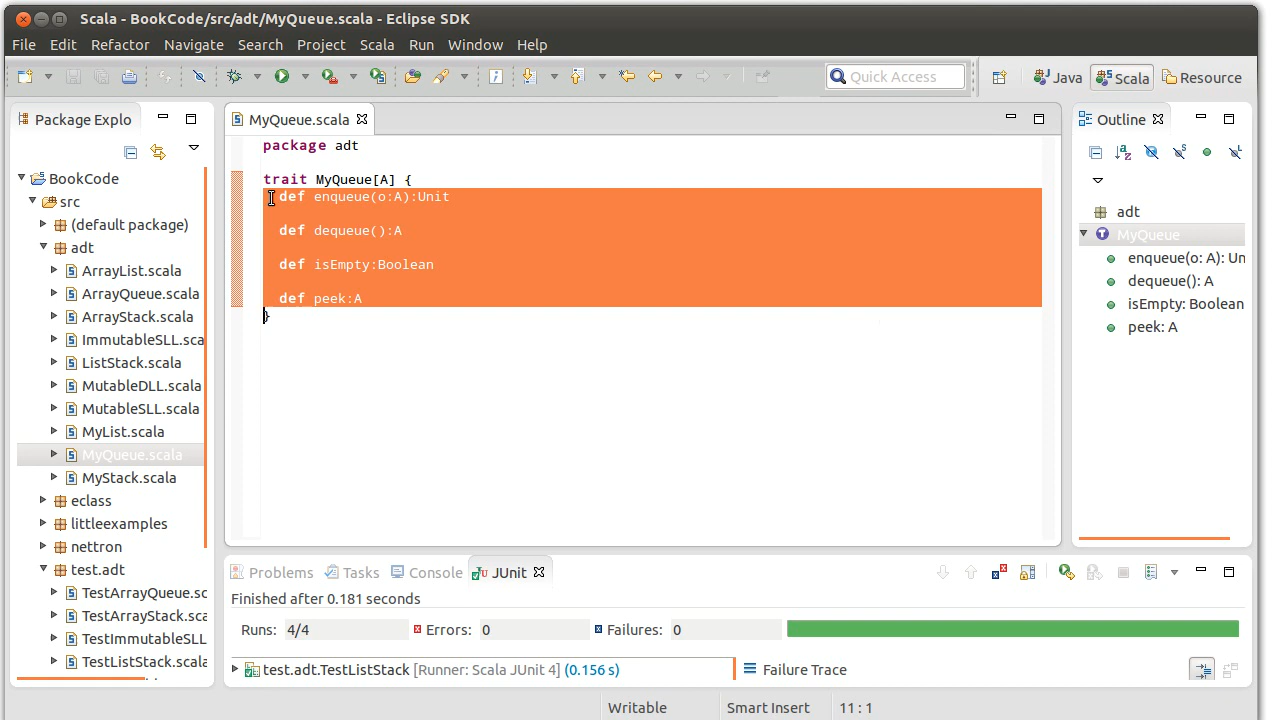 Scala - BookCode/src/adt/MyQueue.scala - Eclipse SDK
File Edit Refactor Navigate Search Project Scala Run Window Help
Quick Access
Java
Scala
Resource
Package Explo
BookCode
src
(default package)
adt
ArrayList.scala
ArrayQueue.scala
ArrayStack.scala
ImmutableSLL.sca
ListStack.scala
MutableDLL.scala
MutableSLL.scala
MyList.scala
MyQueue.scala
MyStack.scala
eclass
littleexamples
nettron
test.adt
TestArrayQueue.sc
TestArrayStack.sca
TestImmutableSLL
TestListStack.scala
MyQueue.scala
package adt
trait MyQueue[A] {
def enqueue(o:A):Unit
def dequeue():A
def isEmpty:Boolean
def peek:A
}
Outline
adt
MyQueue
enqueue(o: A): Un
dequeue(): A
isEmpty: Boolean
peek: A
Problems Tasks Console JUnit
Finished after 0.181 seconds
Runs: 4/4 Errors: 0 Failures: 0
test.adt.TestListStack [Runner: Scala JUnit 4] (0.156 s)
Failure Trace
Writable Smart Insert 11 : 1